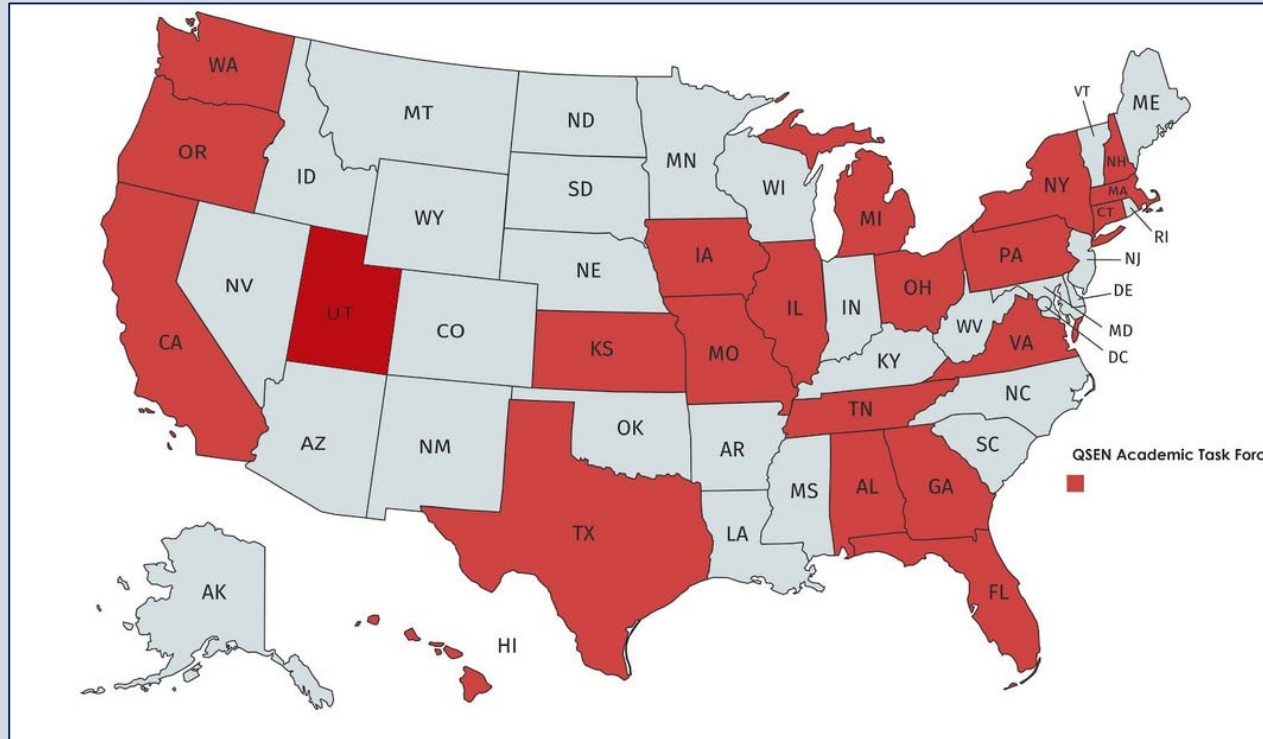 WA
MT
ND
MN
VT
ME
OR
ID
SD
WI
NY
NH
MA
CT
RI
WY
MI
NV
NE
IA
PA
NJ
UT
CO
IL
IN
OH
DE
CA
KS
MO
WV
MD
KY
VA
DC
AZ
NM
OK
TN
NC
AR
SC
QSEN Academic Task Forc
TX
MS
AL
GA
LA
AK
FL
HI